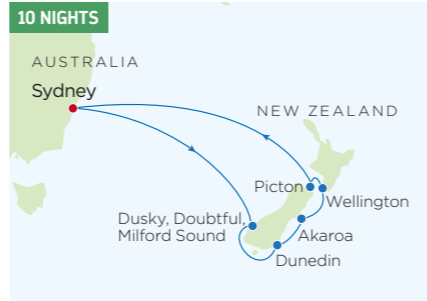 10 NIGHTS
AUSTRALIA
Sydney
NEW ZEALAND
Picton
Wellington
Dusky, Doubtful,
Milford Sound
Akaroa
Dunedin